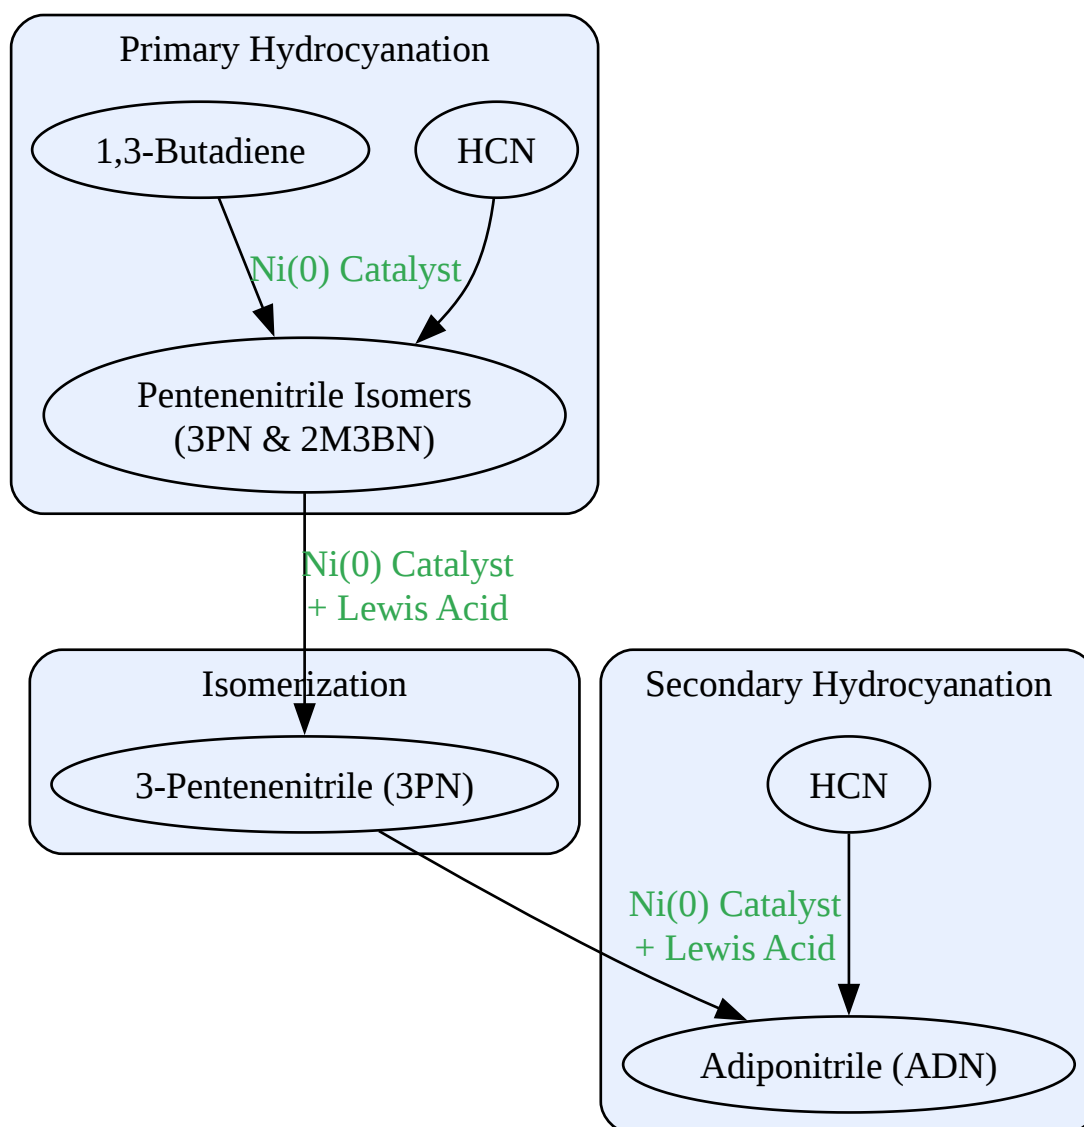 Primary Hydrocyanation
1,3-Butadiene
HCN
Ni(0) Catalyst
Pentenenitrile Isomers
(3PN & 2M3BN)
Ni(0) Catalyst
+ Lewis Acid
Isomerization
3-Pentenenitrile (3PN)
Secondary Hydrocyanation
HCN
Ni(0) Catalyst
+ Lewis Acid
Adiponitrile (ADN)